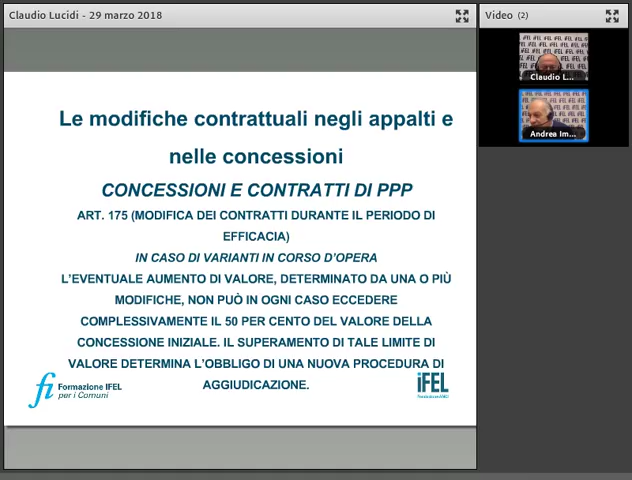 Claudio Lucidi - 29 marzo 2018
Video (2)
Le modifiche contrattuali negli appalti e
nelle concessioni
CONCESSIONI E CONTRATTI DI PPP
ART. 175 (MODIFICA DEI CONTRATTI DURANTE IL PERIODO DI
EFFICACIA)
IN CASO DI VARIANTI IN CORSO D’OPERA
L’EVENTUALE AUMENTO DI VALORE, DETERMINATO DA UNA O PIÙ
MODIFICHE, NON PUÒ IN OGNI CASO ECCEDERE
COMPLESSIVAMENTE IL 50 PER CENTO DEL VALORE DELLA
CONCESSIONE INIZIALE. IL SUPERAMENTO DI TALE LIMITE DI
VALORE DETERMINA L’OBBLIGO DI UNA NUOVA PROCEDURA DI
AGGIUDICAZIONE.
fi Formazione IFEL
per i Comuni
iFEL
Claudio L...
Andrea Im...